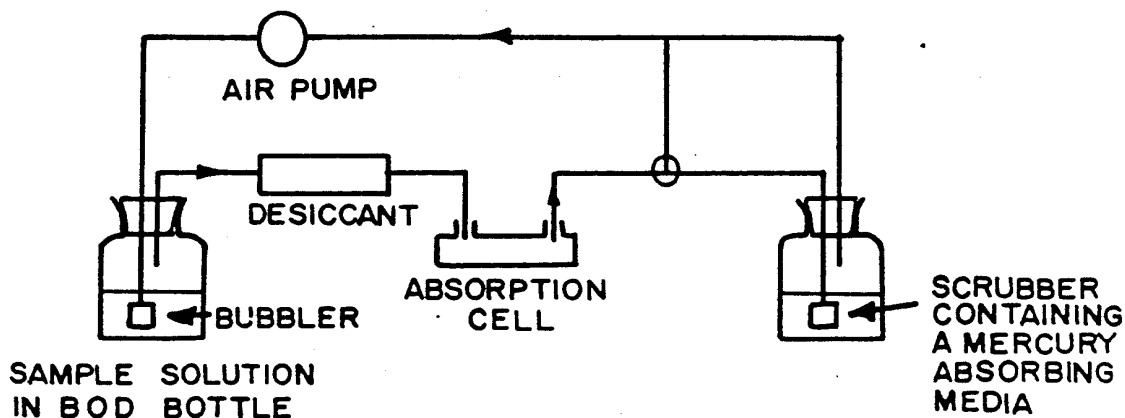 AIR PUMP
DESICCANT
ABSORPTION
CELL
BUBBLER
SAMPLE SOLUTION
IN BOD BOTTLE
SCRUBBER
CONTAINING
A MERCURY
ABSORBING
MEDIA